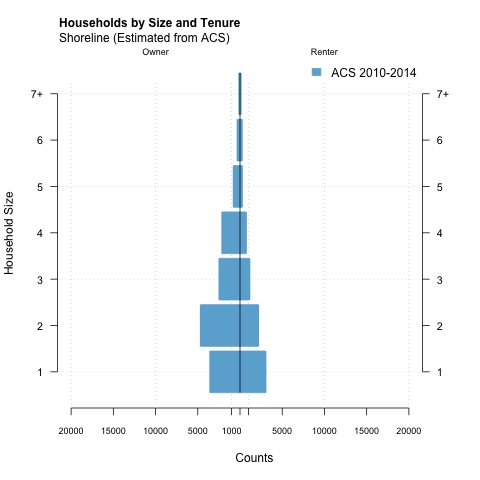 Households by Size and Tenure
Shoreline (Estimated from ACS)
Owner Renter
ACS 2010-2014
7+ 7+
6 6
5 5
4 4
3 3
2 2
1 1
Household Size
20000 15000 10000 5000 1000 5000 10000 15000 20000
Counts